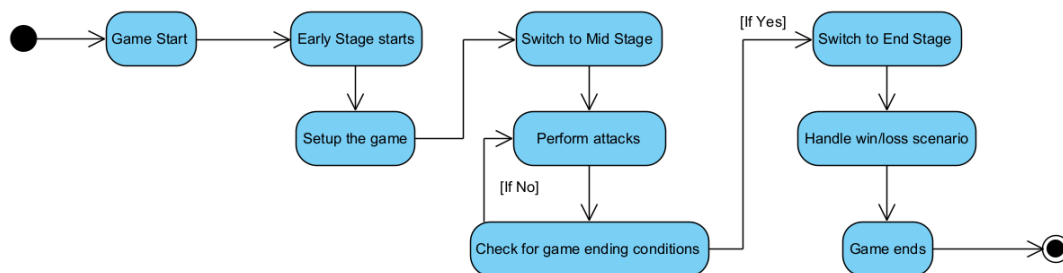 Game Start
Early Stage starts
Setup the game
Switch to Mid Stage
Perform attacks
[If No]
Check for game ending conditions
[If Yes]
Switch to End Stage
Handle win/loss scenario
Game ends